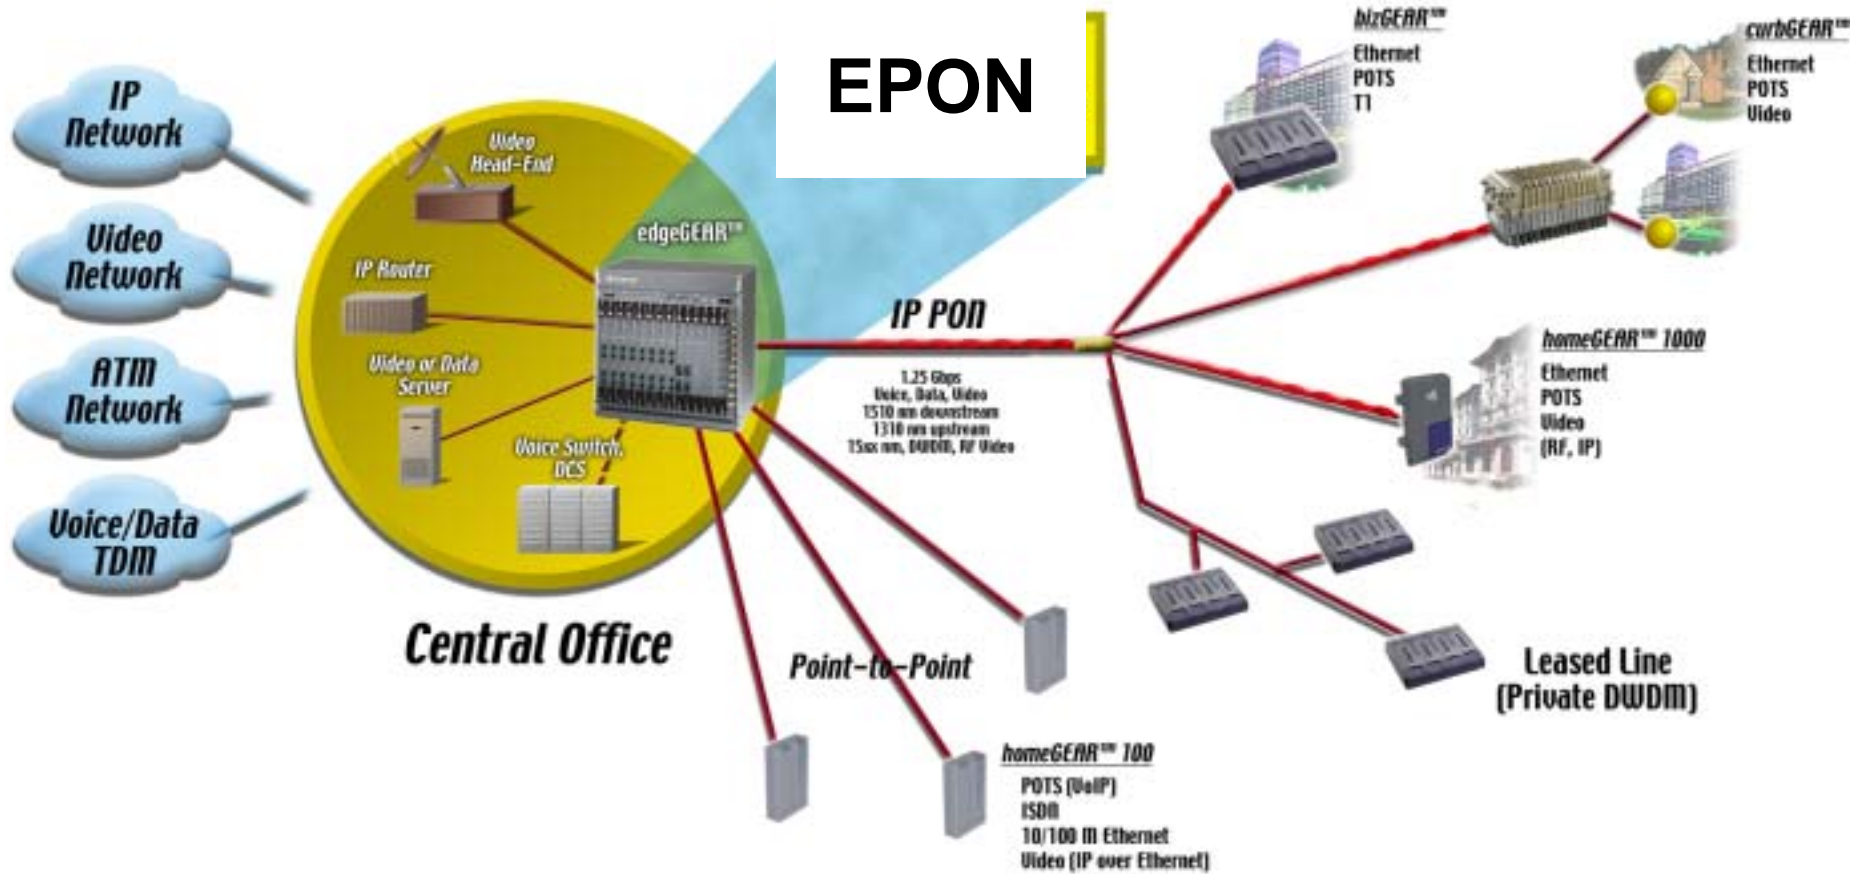 IP
Network
Video
Network
ATM
Network
Voice/Data
TDM
Video
Head-End
edgeGEAR™
IP Router
Video or Data
Server
Voice Switch,
DCS
Central Office
EPON
IP PON
1.25 Gbps
Voice, Data, Video
1510 nm downstream
1310 nm upstream
15xx nm, DWDM, RF Video
Point-to-Point
bizGEAR™
Ethernet
POTS
T1
curbGEAR™
Ethernet
POTS
Video
homeGEAR™ 1000
Ethernet
POTS
Video
(RF, IP)
Leased Line
(Private DWDM)
homeGEAR™ 100
POTS (VoIP)
ISDN
10/100 M Ethernet
Video (IP over Ethernet)